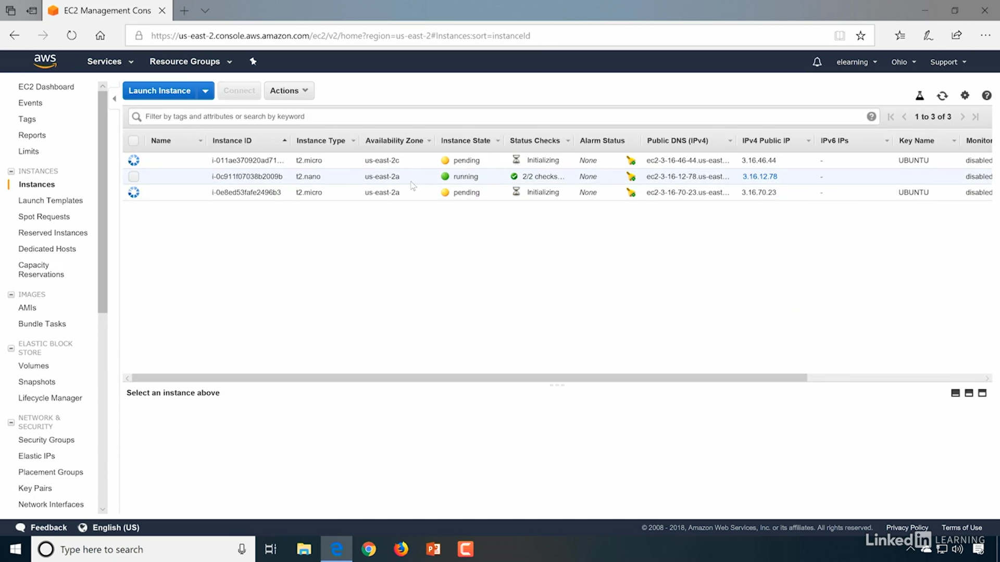 EC2 Management Cons
https://us-east-2.console.aws.amazon.com/ec2/v2/home?region=us-east-2#Instances:sort=instanceId
aws Services Resource Groups elearning Ohio Support
EC2 Dashboard
Events
Tags
Reports
Limits
INSTANCES
Instances
Launch Templates
Spot Requests
Reserved Instances
Dedicated Hosts
Capacity
Reservations
IMAGES
AMIs
Bundle Tasks
ELASTIC BLOCK
STORE
Volumes
Snapshots
Lifecycle Manager
NETWORK &
SECURITY
Security Groups
Elastic IPs
Placement Groups
Key Pairs
Network Interfaces
Launch Instance Connect Actions
Filter by tags and attributes or search by keyword 1 to 3 of 3
Name Instance ID Instance Type Availability Zone Instance State Status Checks Alarm Status Public DNS (IPv4) IPv4 Public IP IPv6 IPs Key Name Monitor
i-011ae370920ad71... t2.micro us-east-2c pending Initializing None ec2-3-16-46-44.us-east... 3.16.46.44 - UBUNTU disabled
i-0c911f07038b2009b t2.nano us-east-2a running 2/2 checks... None ec2-3-16-12-78.us-east... 3.16.12.78 - disabled
i-0e8ed53fafe2496b3 t2.micro us-east-2a pending Initializing None ec2-3-16-70-23.us-east... 3.16.70.23 - UBUNTU disabled
Select an instance above
Feedback English (US) © 2008 - 2018, Amazon Web Services, Inc. or its affiliates. All rights reserved. Privacy Policy Terms of Use
Type here to search
LinkedIn LEARNING